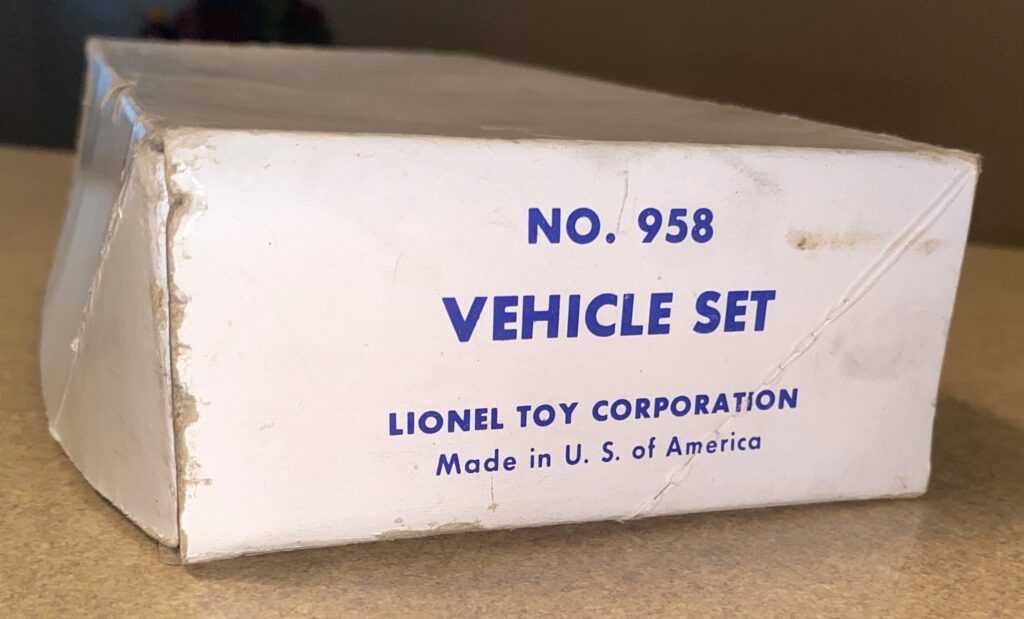 NO. 958
VEHICLE SET
LIONEL TOY CORPORATION
Made in U. S. of America